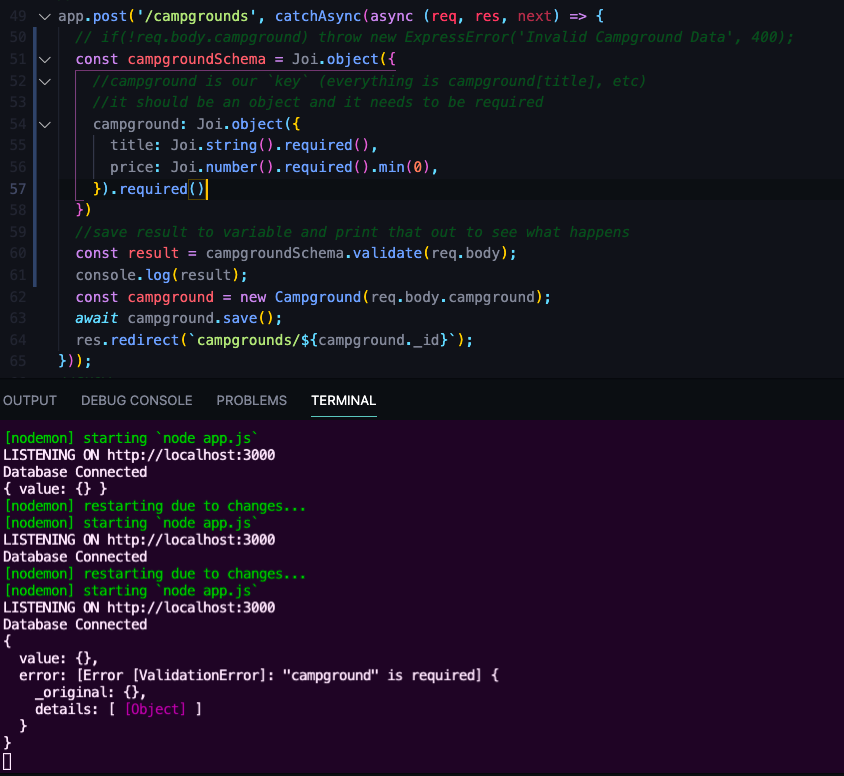 49 app.post('/campgrounds', catchAsync(async (req, res, next) => {
50 // if(!req.body.campground) throw new ExpressError('Invalid Campground Data', 400);
51 const campgroundSchema = Joi.object({
52 //campground is our `key` (everything is campground[title], etc)
53 //it should be an object and it needs to be required
54 campground: Joi.object({
55 title: Joi.string().required(),
56 price: Joi.number().required().min(0),
57 }).required()
58 })
59 //save result to variable and print that out to see what happens
60 const result = campgroundSchema.validate(req.body);
61 console.log(result);
62 const campground = new Campground(req.body.campground);
63 await campground.save();
64 res.redirect(`campgrounds/${campground._id}`);
65 }));
OUTPUT DEBUG CONSOLE PROBLEMS TERMINAL
[nodemon] starting `node app.js`
LISTENING ON http://localhost:3000
Database Connected
{ value: {} }
[nodemon] restarting due to changes...
[nodemon] starting `node app.js`
LISTENING ON http://localhost:3000
Database Connected
[nodemon] restarting due to changes...
[nodemon] starting `node app.js`
LISTENING ON http://localhost:3000
Database Connected
{
value: {},
error: [Error [ValidationError]: "campground" is required] {
_original: {},
details: [ [Object] ]
}
}